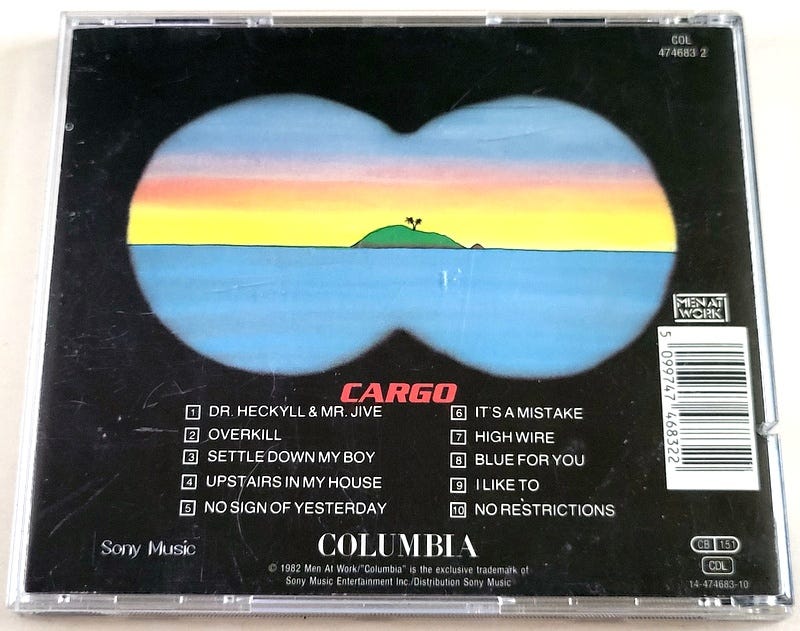 COL
474683 2
MEN AT
WORK
5 099747 468322
CARGO
1 DR. HECKYLL & MR. JIVE
2 OVERKILL
3 SETTLE DOWN MY BOY
4 UPSTAIRS IN MY HOUSE
5 NO SIGN OF YESTERDAY
6 IT'S A MISTAKE
7 HIGH WIRE
8 BLUE FOR YOU
9 I LIKE TO
10 NO RESTRICTIONS
Sony Music
COLUMBIA
© 1982 Men At Work/"Columbia" is the exclusive trademark of
Sony Music Entertainment Inc./Distribution Sony Music
CB 151
CDL
14-474683-10